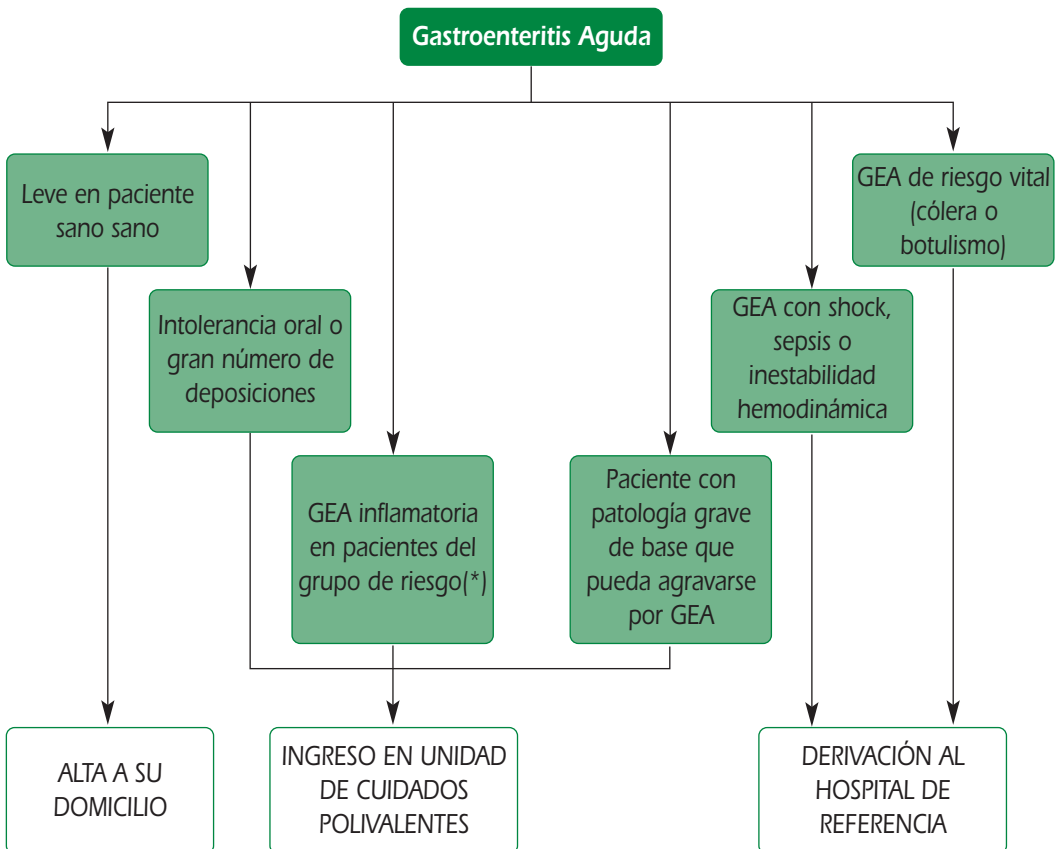 Gastroenteritis Aguda
Leve en paciente
sano sano
GEA de riesgo vital
(cólera o
botulismo)
Intolerancia oral o
gran número de
deposiciones
GEA con shock,
sepsis o
inestabilidad
hemodinámica
GEA inflamatoria
en pacientes del
grupo de riesgo(*)
Paciente con
patología grave
de base que
pueda agravarse
por GEA
ALTA A SU
DOMICILIO
INGRESO EN UNIDAD
DE CUIDADOS
POLIVALENTES
DERIVACIÓN AL
HOSPITAL DE
REFERENCIA